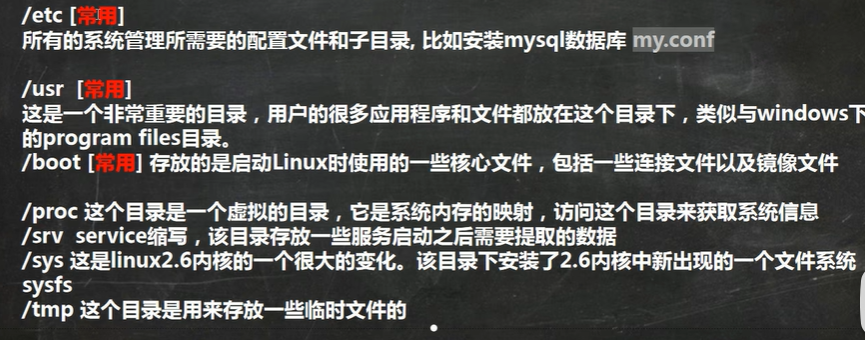 /etc [常用]
所有的系统管理所需要的配置文件和子目录, 比如安装mysql数据库 my.conf
/usr [常用]
这是一个非常重要的目录，用户的很多应用程序和文件都放在这个目录下，类似与windows下
的program files目录。
/boot [常用] 存放的是启动Linux时使用的一些核心文件，包括一些连接文件以及镜像文件
/proc 这个目录是一个虚拟的目录，它是系统内存的映射，访问这个目录来获取系统信息
/srv service缩写，该目录存放一些服务启动之后需要提取的数据
/sys 这是linux2.6内核的一个很大的变化。该目录下安装了2.6内核中新出现的一个文件系统
sysfs
/tmp 这个目录是用来存放一些临时文件的